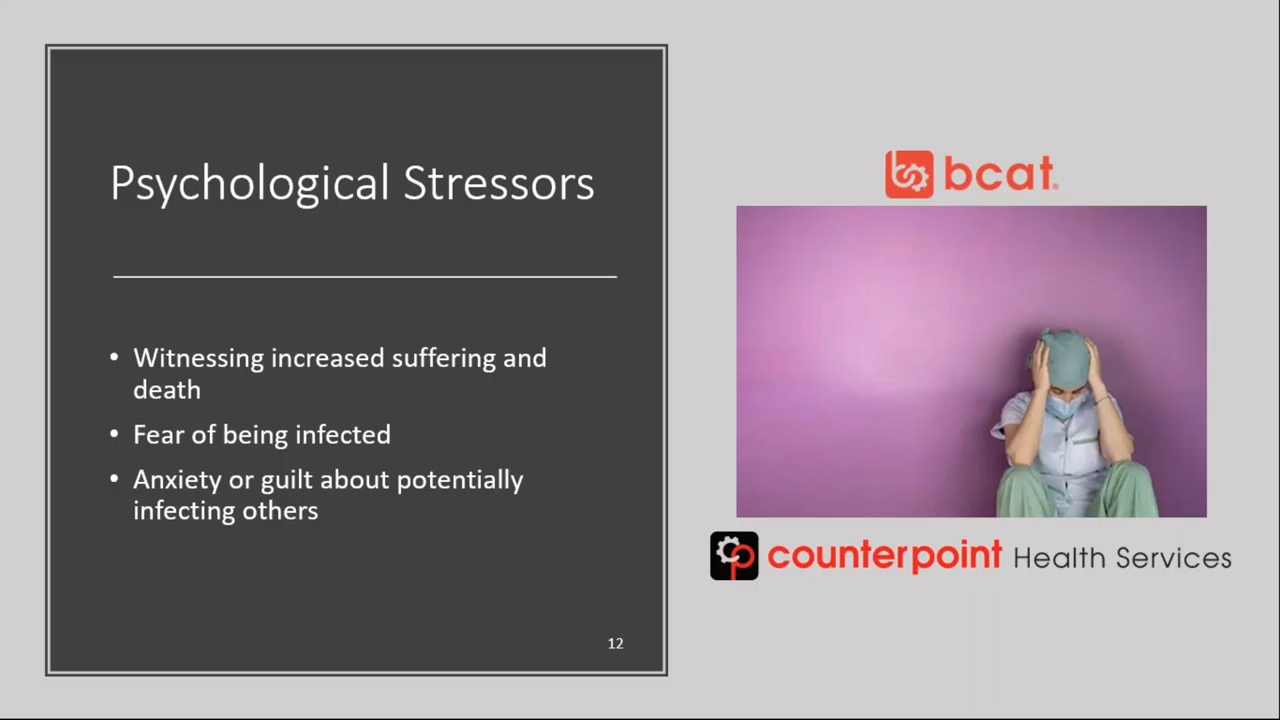 Psychological Stressors
• Witnessing increased suffering and
death
• Fear of being infected
• Anxiety or guilt about potentially
infecting others
12
bcat®
counterpoint Health Services